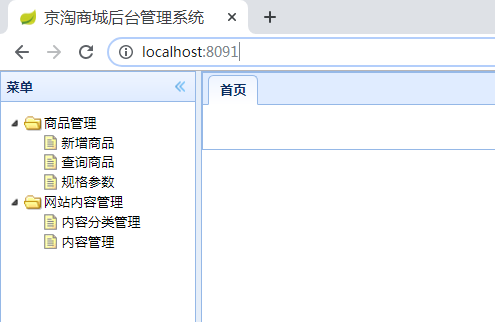 京淘商城后台管理系统
localhost:8091
菜单
首页
商品管理
新增商品
查询商品
规格参数
网站内容管理
内容分类管理
内容管理